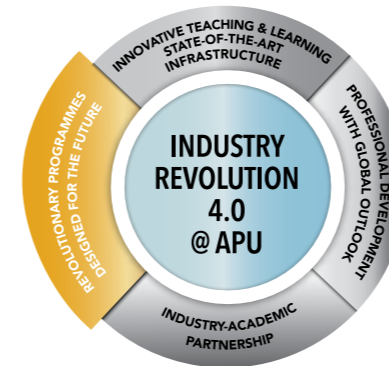 INNOVATIVE TEACHING & LEARNING
STATE-OF-THE-ART
INFRASTRUCTURE
PROFESSIONAL DEVELOPMENT
WITH GLOBAL OUTLOOK
INDUSTRY-ACADEMIC
PARTNERSHIP
REVOLUTIONARY PROGRAMMES
DESIGNED FOR THE FUTURE
INDUSTRY
REVOLUTION
4.0
@ APU